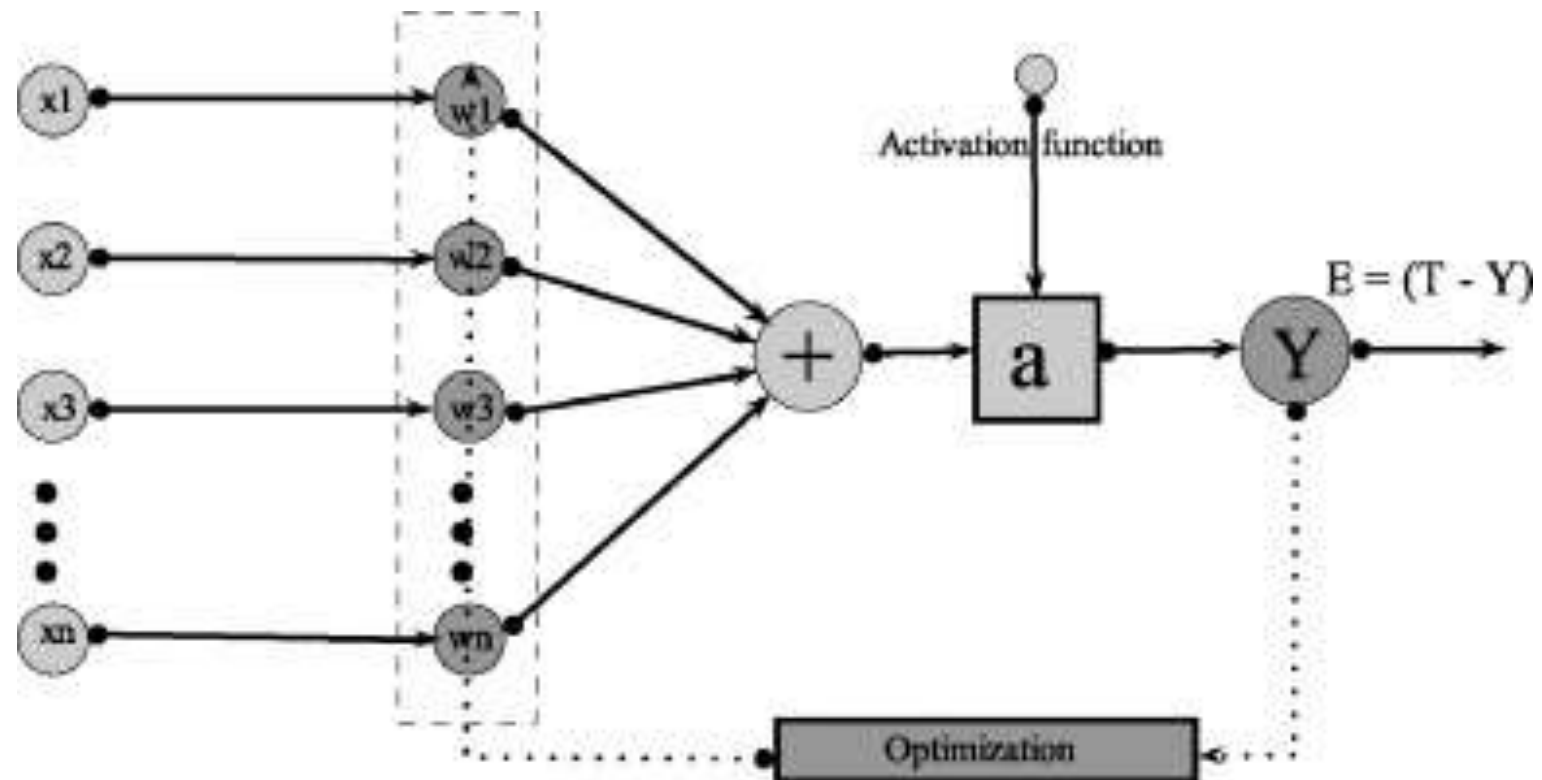 x1
w1
Activation function
x2
w2
E = (T - Y)
+
a
Y
x3
w3
xn
wn
Optimization